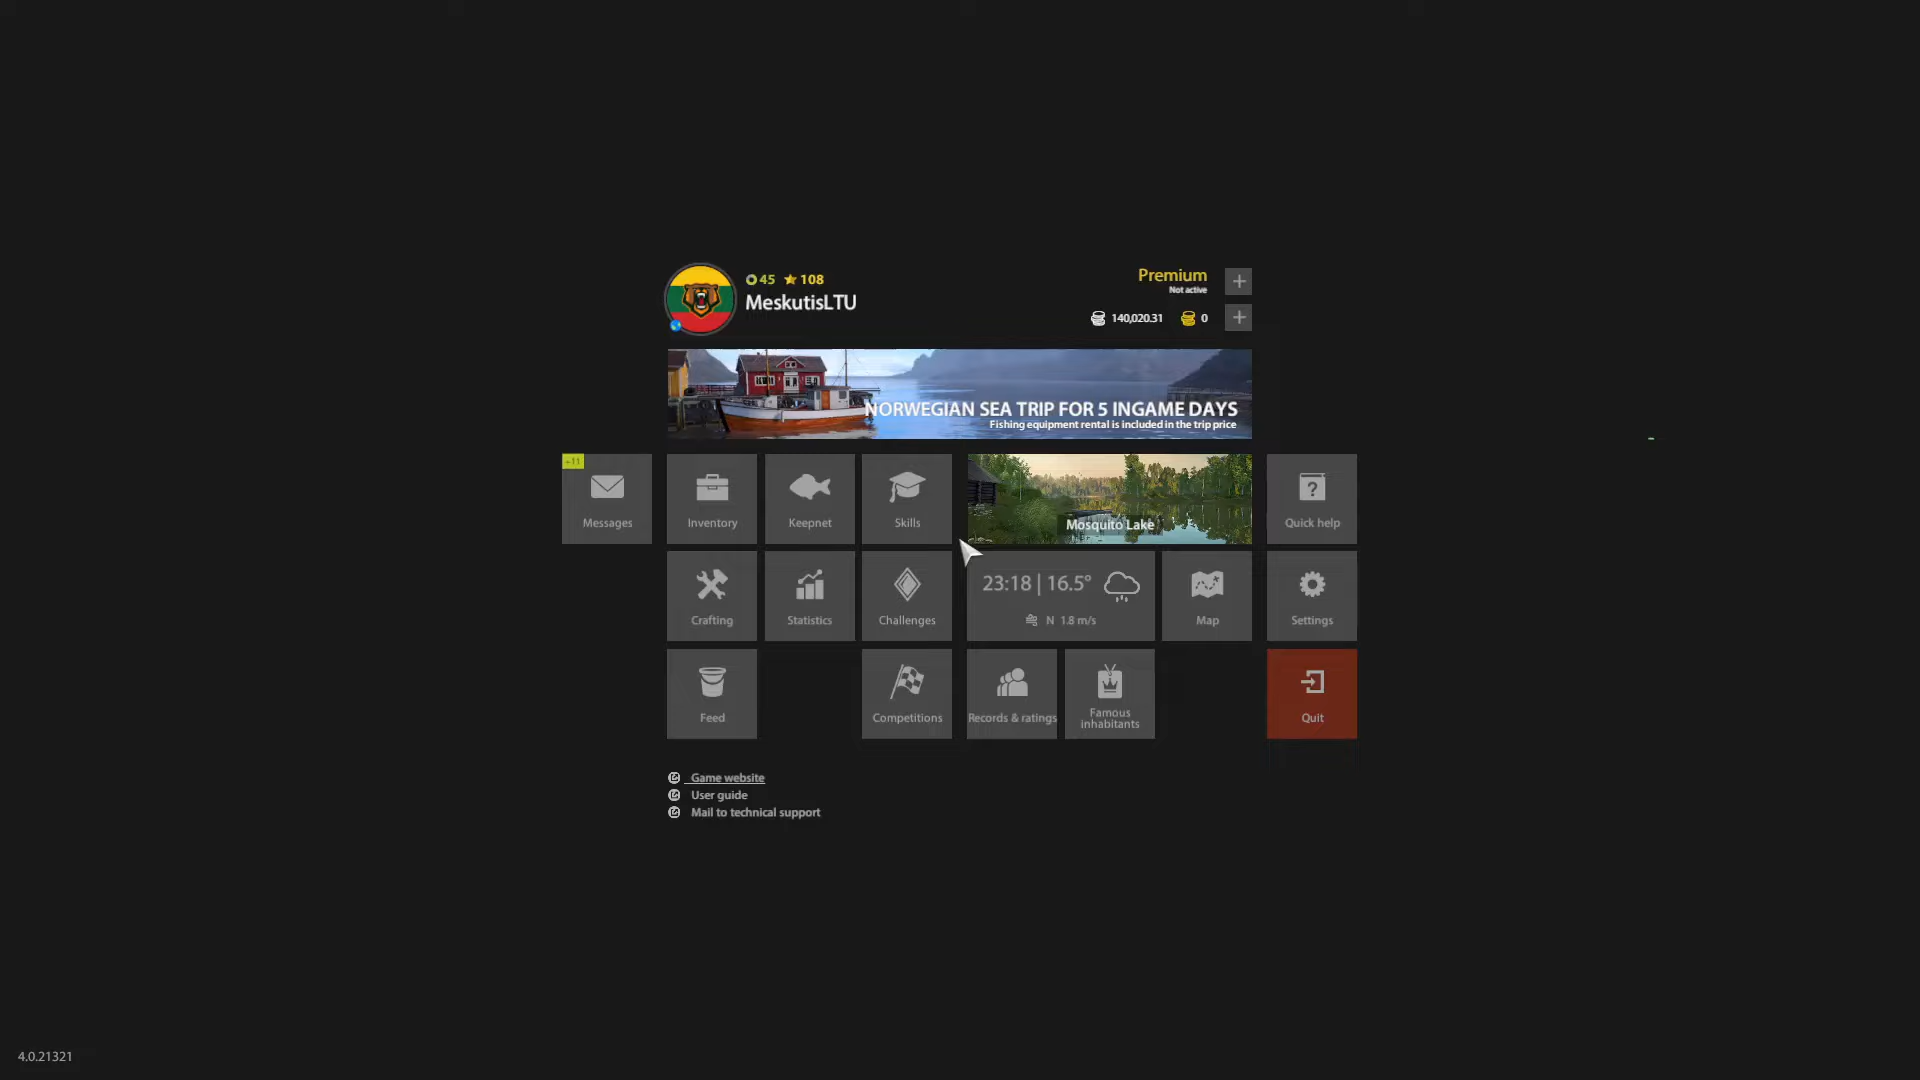 45 108
MeskutisLTU
Premium
Not active
140,020.31 0
NORWEGIAN SEA TRIP FOR 5 INGAME DAYS
Fishing equipment rental is included in the trip price
+11
Messages
Inventory
Keepnet
Skills
Mosquito Lake
Quick help
Crafting
Statistics
Challenges
23:18 | 16.5°
N 1.8 m/s
Map
Settings
Feed
Competitions
Records & ratings
Famous
inhabitants
Quit
Game website
User guide
Mail to technical support
4.0.21321